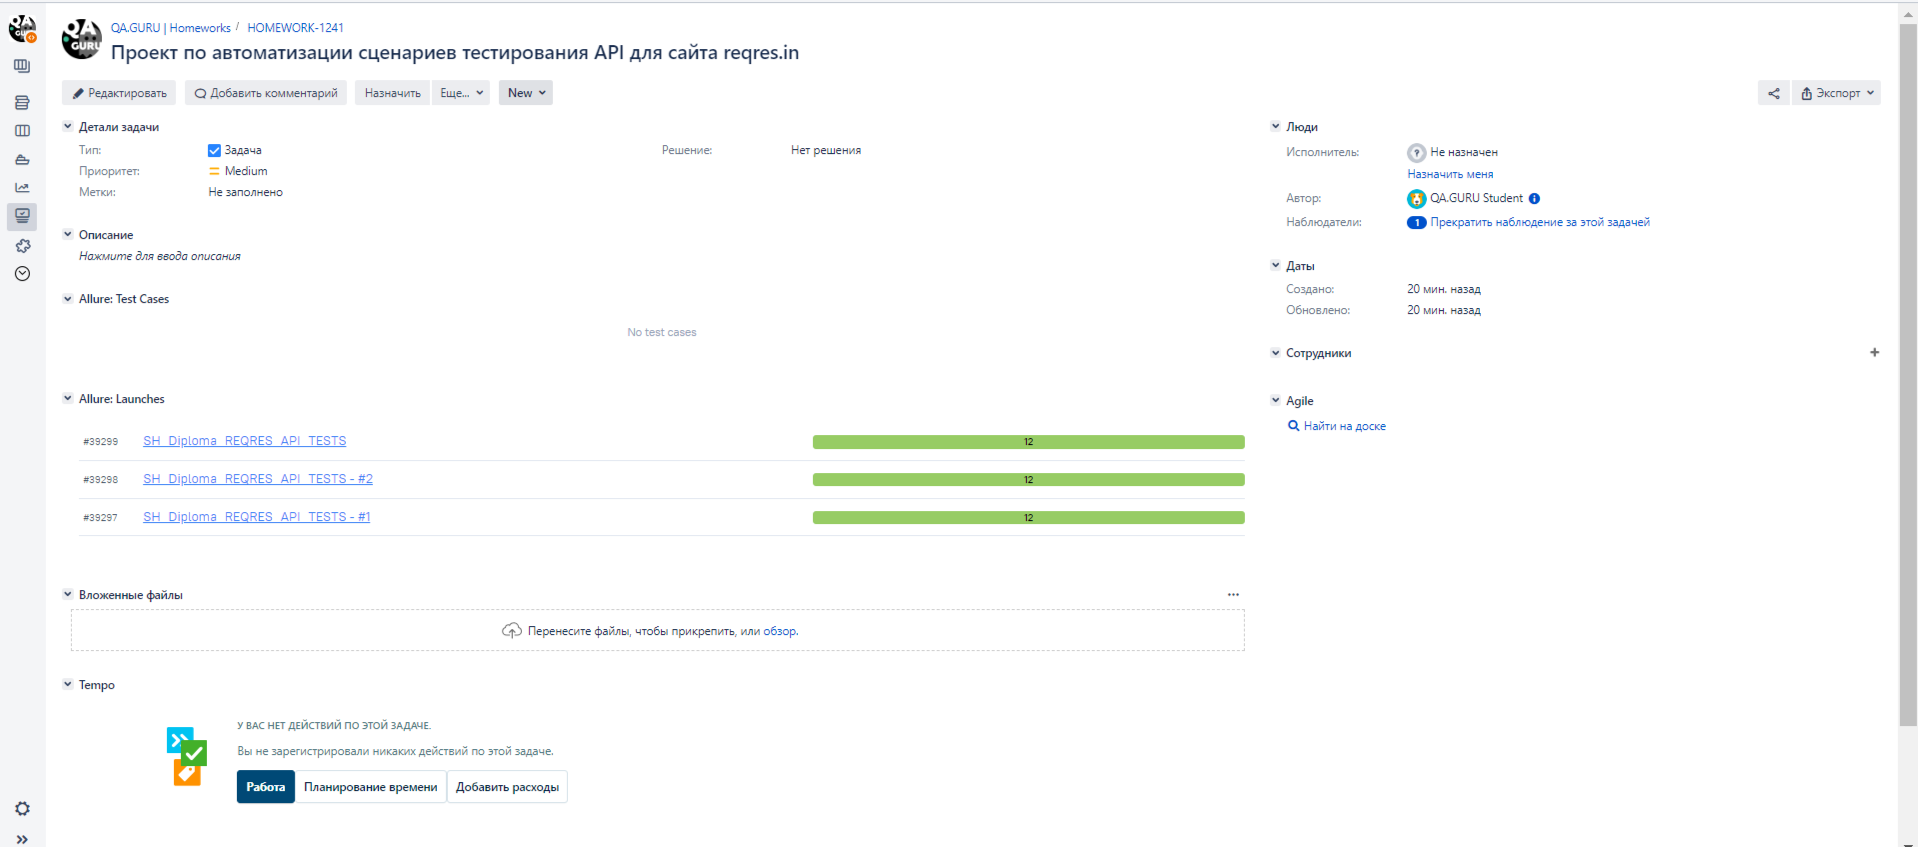 QA.GURU | Homeworks / HOMEWORK-1241
Проект по автоматизации сценариев тестирования API для сайта reqres.in
Редактировать Добавить комментарий Назначить Еще... New Экспорт
Детали задачи
Тип: Задача Решение: Нет решения
Приоритет: Medium
Метки: Не заполнено
Описание
Нажмите для ввода описания
Allure: Test Cases
No test cases
Allure: Launches
#39299 SH_Diploma_REQRES_API_TESTS 12
#39298 SH_Diploma_REQRES_API_TESTS - #2 12
#39297 SH_Diploma_REQRES_API_TESTS - #1 12
Вложенные файлы
Перенесите файлы, чтобы прикрепить, или обзор.
Tempo
У ВАС НЕТ ДЕЙСТВИЙ ПО ЭТОЙ ЗАДАЧЕ.
Вы не зарегистрировали никаких действий по этой задаче.
Работа Планирование времени Добавить расходы
Люди
Исполнитель: Не назначен
Назначить меня
Автор: QA.GURU Student
Наблюдатели: 1 Прекратить наблюдение за этой задачей
Даты
Создано: 20 мин. назад
Обновлено: 20 мин. назад
Сотрудники
Agile
Найти на доске
QA
GURU